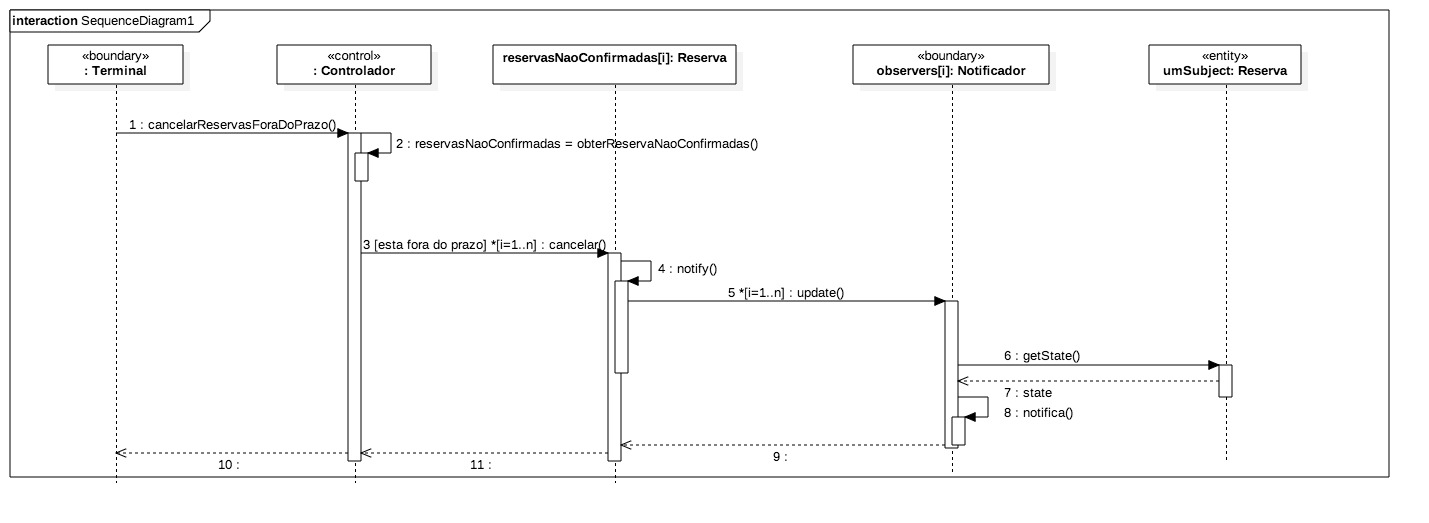 interaction SequenceDiagram1
«boundary»
: Terminal
«control»
: Controlador
reservasNaoConfirmadas[i]: Reserva
«boundary»
observers[i]: Notificador
«entity»
umSubject: Reserva
1 : cancelarReservasForaDoPrazo()
2 : reservasNaoConfirmadas = obterReservaNaoConfirmadas()
3 [esta fora do prazo] *[i=1..n] : cancelar()
4 : notify()
5 *[i=1..n] : update()
6 : getState()
7 : state
8 : notifica()
9 :
10 :
11 :